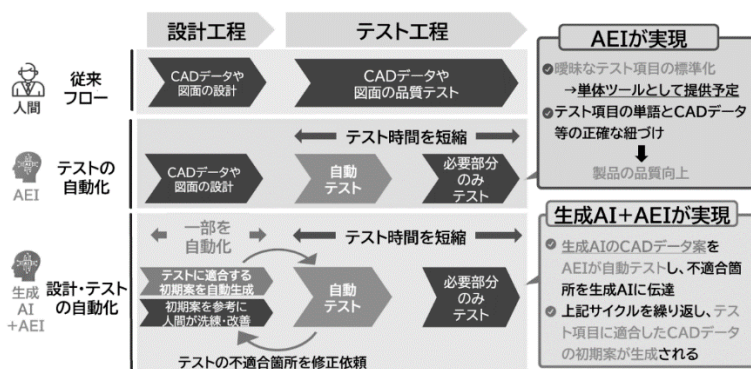 設計工程
テスト工程
人間
従来
フロー
CADデータや
図面の設計
CADデータや
図面の品質テスト
AEI
テストの
自動化
CADデータや
図面の設計
テスト時間を短縮
自動
テスト
必要部分
のみ
テスト
生成
AI
+AEI
設計・テスト
の自動化
一部を
自動化
テスト時間を短縮
テストに適合する
初期案を自動生成
初期案を参考に
人間が洗練・改善
自動
テスト
必要部分
のみ
テスト
テストの不適合箇所を修正依頼
AEIが実現
曖昧なテスト項目の標準化
→単体ツールとして提供予定
テスト項目の単語とCADデータ
等の正確な紐づけ
製品の品質向上
生成AI+AEIが実現
生成AIのCADデータ案を
AEIが自動テストし、不適合箇
所を生成AIに伝達
上記サイクルを繰り返し、テス
ト項目に適合したCADデータ
の初期案が生成される